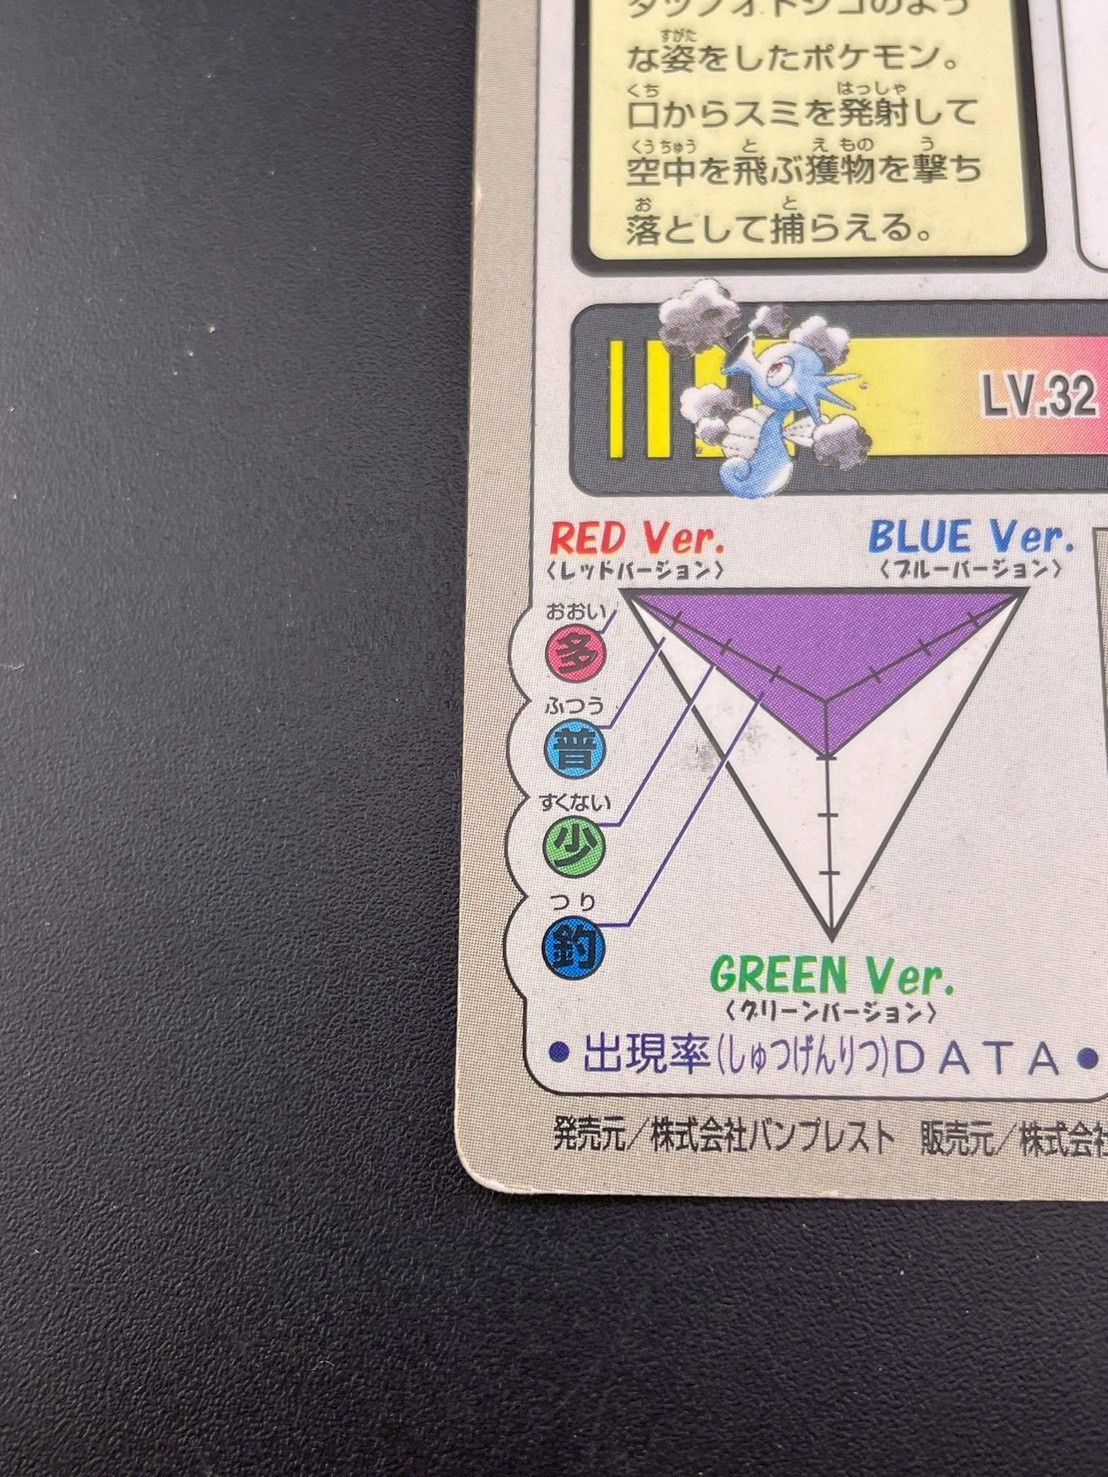 タツノオトシゴのよう
な姿をしたポケモン。
口からスミを発射して
空中を飛ぶ獲物を撃ち
落として捕らえる。
LV.32
RED Ver.
〈レッドバージョン〉
BLUE Ver.
〈ブルーバージョン〉
おおい
多
ふつう
普
すくない
少
つり
釣
GREEN Ver.
〈グリーンバージョン〉
●出現率(しゅつげんりつ)DATA●
発売元／株式会社バンプレスト 販売元／株式会社